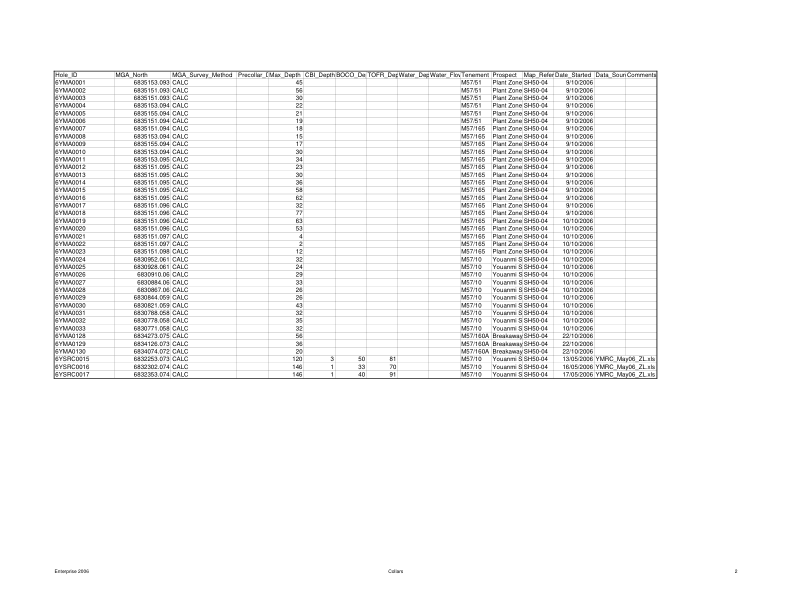 Hole_ID MGA_North MGA_Survey_Method Precollar_D Max_Depth CBI_Depth BOCO_De TOFR_Dep Water_Dep Water_Flow Tenement Prospect Map_Refer Date_Started Data_Sour Comments
6YMA0001 6835153.093 CALC 45 M57/51 Plant Zone SH50-04 9/10/2006
6YMA0002 6835151.093 CALC 56 M57/51 Plant Zone SH50-04 9/10/2006
6YMA0003 6835151.093 CALC 30 M57/51 Plant Zone SH50-04 9/10/2006
6YMA0004 6835153.094 CALC 22 M57/51 Plant Zone SH50-04 9/10/2006
6YMA0005 6835155.094 CALC 21 M57/51 Plant Zone SH50-04 9/10/2006
6YMA0006 6835151.094 CALC 19 M57/51 Plant Zone SH50-04 9/10/2006
6YMA0007 6835151.094 CALC 18 M57/165 Plant Zone SH50-04 9/10/2006
6YMA0008 6835153.094 CALC 15 M57/165 Plant Zone SH50-04 9/10/2006
6YMA0009 6835155.094 CALC 17 M57/165 Plant Zone SH50-04 9/10/2006
6YMA0010 6835153.094 CALC 30 M57/165 Plant Zone SH50-04 9/10/2006
6YMA0011 6835153.095 CALC 34 M57/165 Plant Zone SH50-04 9/10/2006
6YMA0012 6835151.095 CALC 23 M57/165 Plant Zone SH50-04 9/10/2006
6YMA0013 6835151.095 CALC 30 M57/165 Plant Zone SH50-04 9/10/2006
6YMA0014 6835151.095 CALC 36 M57/165 Plant Zone SH50-04 9/10/2006
6YMA0015 6835151.095 CALC 58 M57/165 Plant Zone SH50-04 9/10/2006
6YMA0016 6835151.095 CALC 62 M57/165 Plant Zone SH50-04 9/10/2006
6YMA0017 6835151.096 CALC 32 M57/165 Plant Zone SH50-04 9/10/2006
6YMA0018 6835151.096 CALC 77 M57/165 Plant Zone SH50-04 9/10/2006
6YMA0019 6835151.096 CALC 63 M57/165 Plant Zone SH50-04 10/10/2006
6YMA0020 6835151.096 CALC 53 M57/165 Plant Zone SH50-04 10/10/2006
6YMA0021 6835151.097 CALC 4 M57/165 Plant Zone SH50-04 10/10/2006
6YMA0022 6835151.097 CALC 2 M57/165 Plant Zone SH50-04 10/10/2006
6YMA0023 6835151.098 CALC 12 M57/165 Plant Zone SH50-04 10/10/2006
6YMA0024 6830952.061 CALC 32 M57/10 Youanmi S SH50-04 10/10/2006
6YMA0025 6830928.061 CALC 24 M57/10 Youanmi S SH50-04 10/10/2006
6YMA0026 6830910.06 CALC 29 M57/10 Youanmi S SH50-04 10/10/2006
6YMA0027 6830884.06 CALC 33 M57/10 Youanmi S SH50-04 10/10/2006
6YMA0028 6830867.06 CALC 26 M57/10 Youanmi S SH50-04 10/10/2006
6YMA0029 6830844.059 CALC 26 M57/10 Youanmi S SH50-04 10/10/2006
6YMA0030 6830821.059 CALC 43 M57/10 Youanmi S SH50-04 10/10/2006
6YMA0031 6830788.058 CALC 32 M57/10 Youanmi S SH50-04 10/10/2006
6YMA0032 6830778.058 CALC 35 M57/10 Youanmi S SH50-04 10/10/2006
6YMA0033 6830771.058 CALC 32 M57/10 Youanmi S SH50-04 10/10/2006
6YMA0128 6834273.075 CALC 56 M57/160A Breakaway SH50-04 22/10/2006
6YMA0129 6834126.073 CALC 36 M57/160A Breakaway SH50-04 22/10/2006
6YMA0130 6834074.072 CALC 20 M57/160A Breakaway SH50-04 22/10/2006
6YSRC0015 6832253.073 CALC 120 3 50 81 M57/10 Youanmi S SH50-04 13/05/2006 YMRC_May06_ZL.xls
6YSRC0016 6832302.074 CALC 146 1 33 70 M57/10 Youanmi S SH50-04 16/05/2006 YMRC_May06_ZL.xls
6YSRC0017 6832353.074 CALC 146 1 40 91 M57/10 Youanmi S SH50-04 17/05/2006 YMRC_May06_ZL.xls
Enterprise 2006 Collars 2